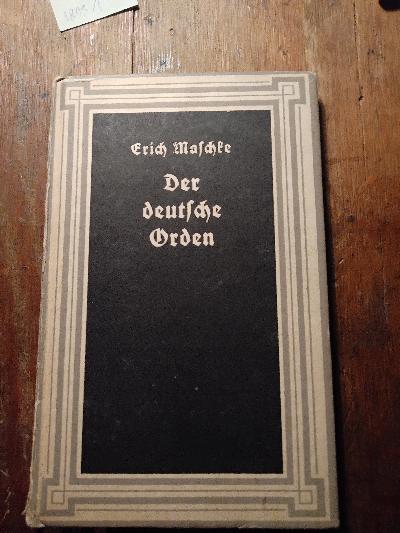 Erich Maschke
Der
deutsche
Orden